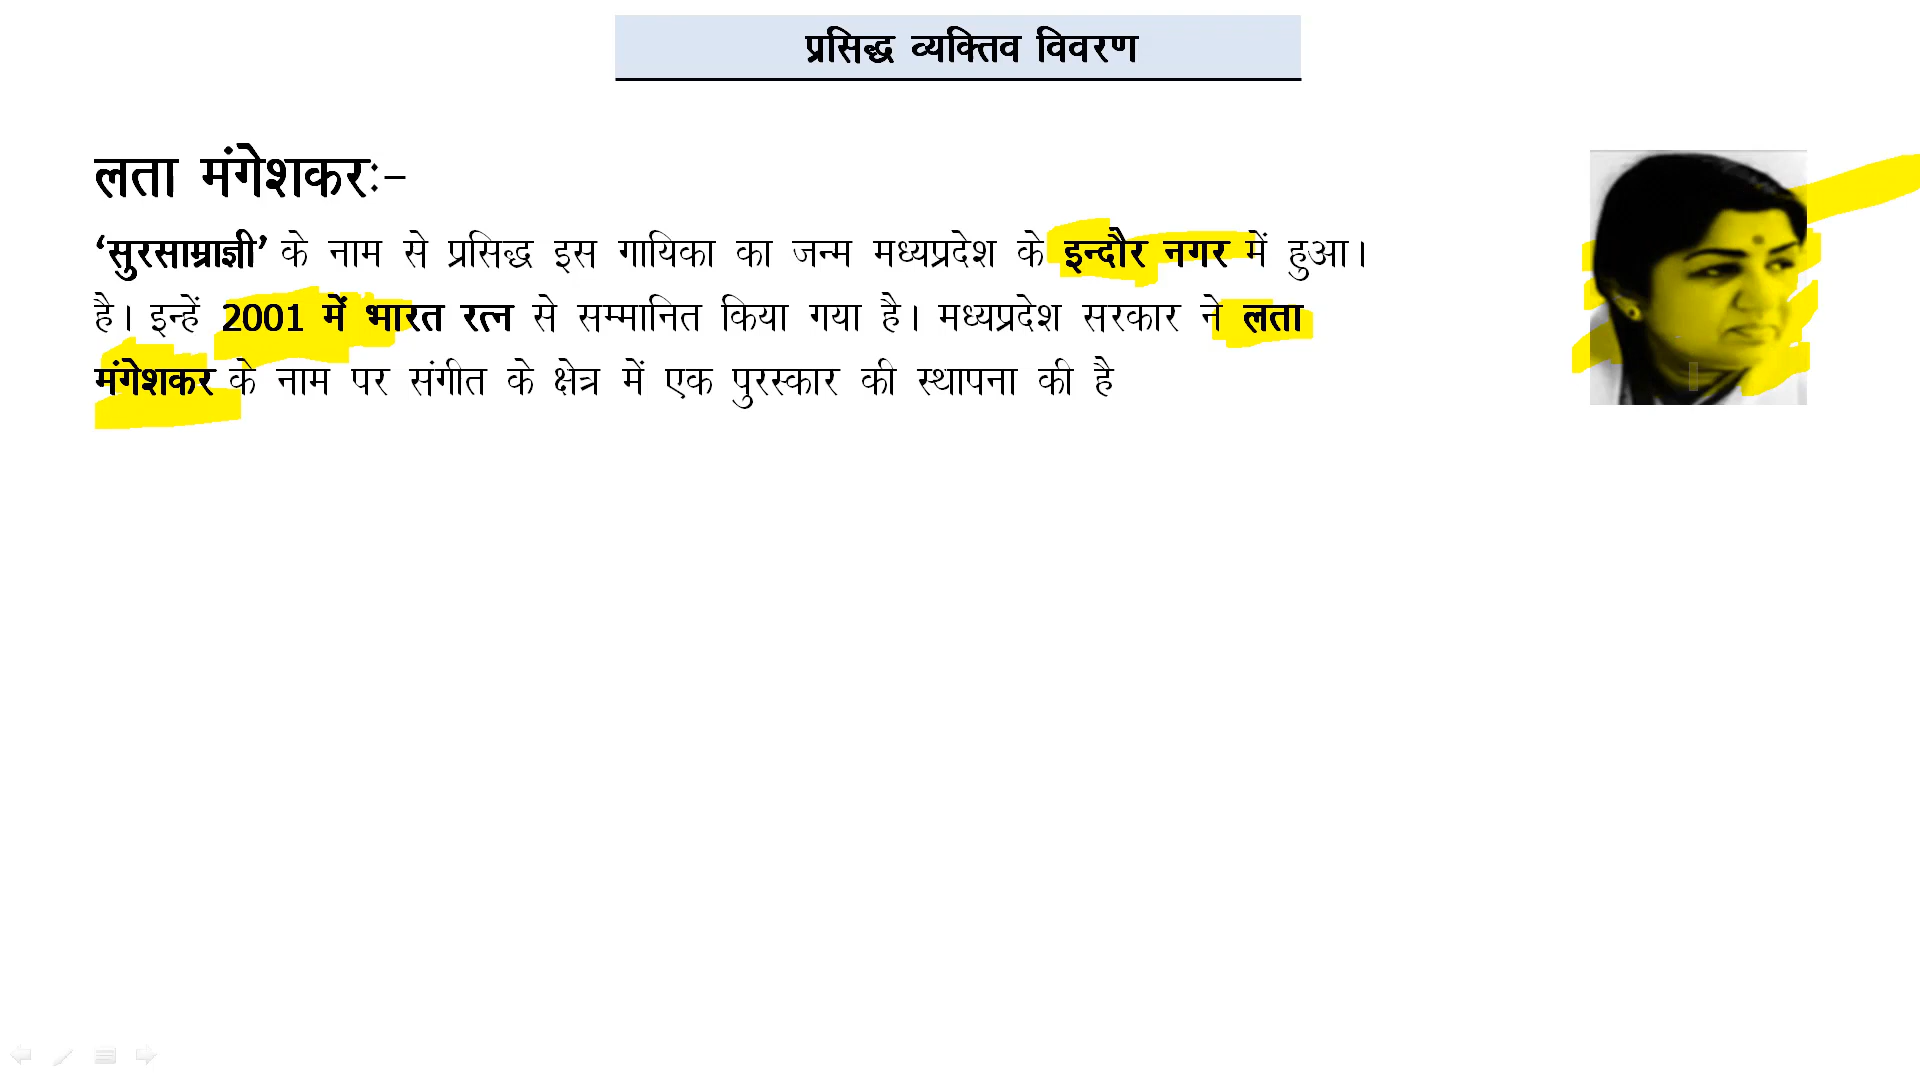 प्रसिद्ध व्यक्तिव विवरण
लता मंगेशकरः-
‘सुरसाम्राज्ञी’ के नाम से प्रसिद्ध इस गायिका का जन्म मध्यप्रदेश के इन्दौर नगर में हुआ।
है। इन्हें 2001 में भारत रत्न से सम्मानित किया गया है। मध्यप्रदेश सरकार ने लता
मंगेशकर के नाम पर संगीत के क्षेत्र में एक पुरस्कार की स्थापना की है